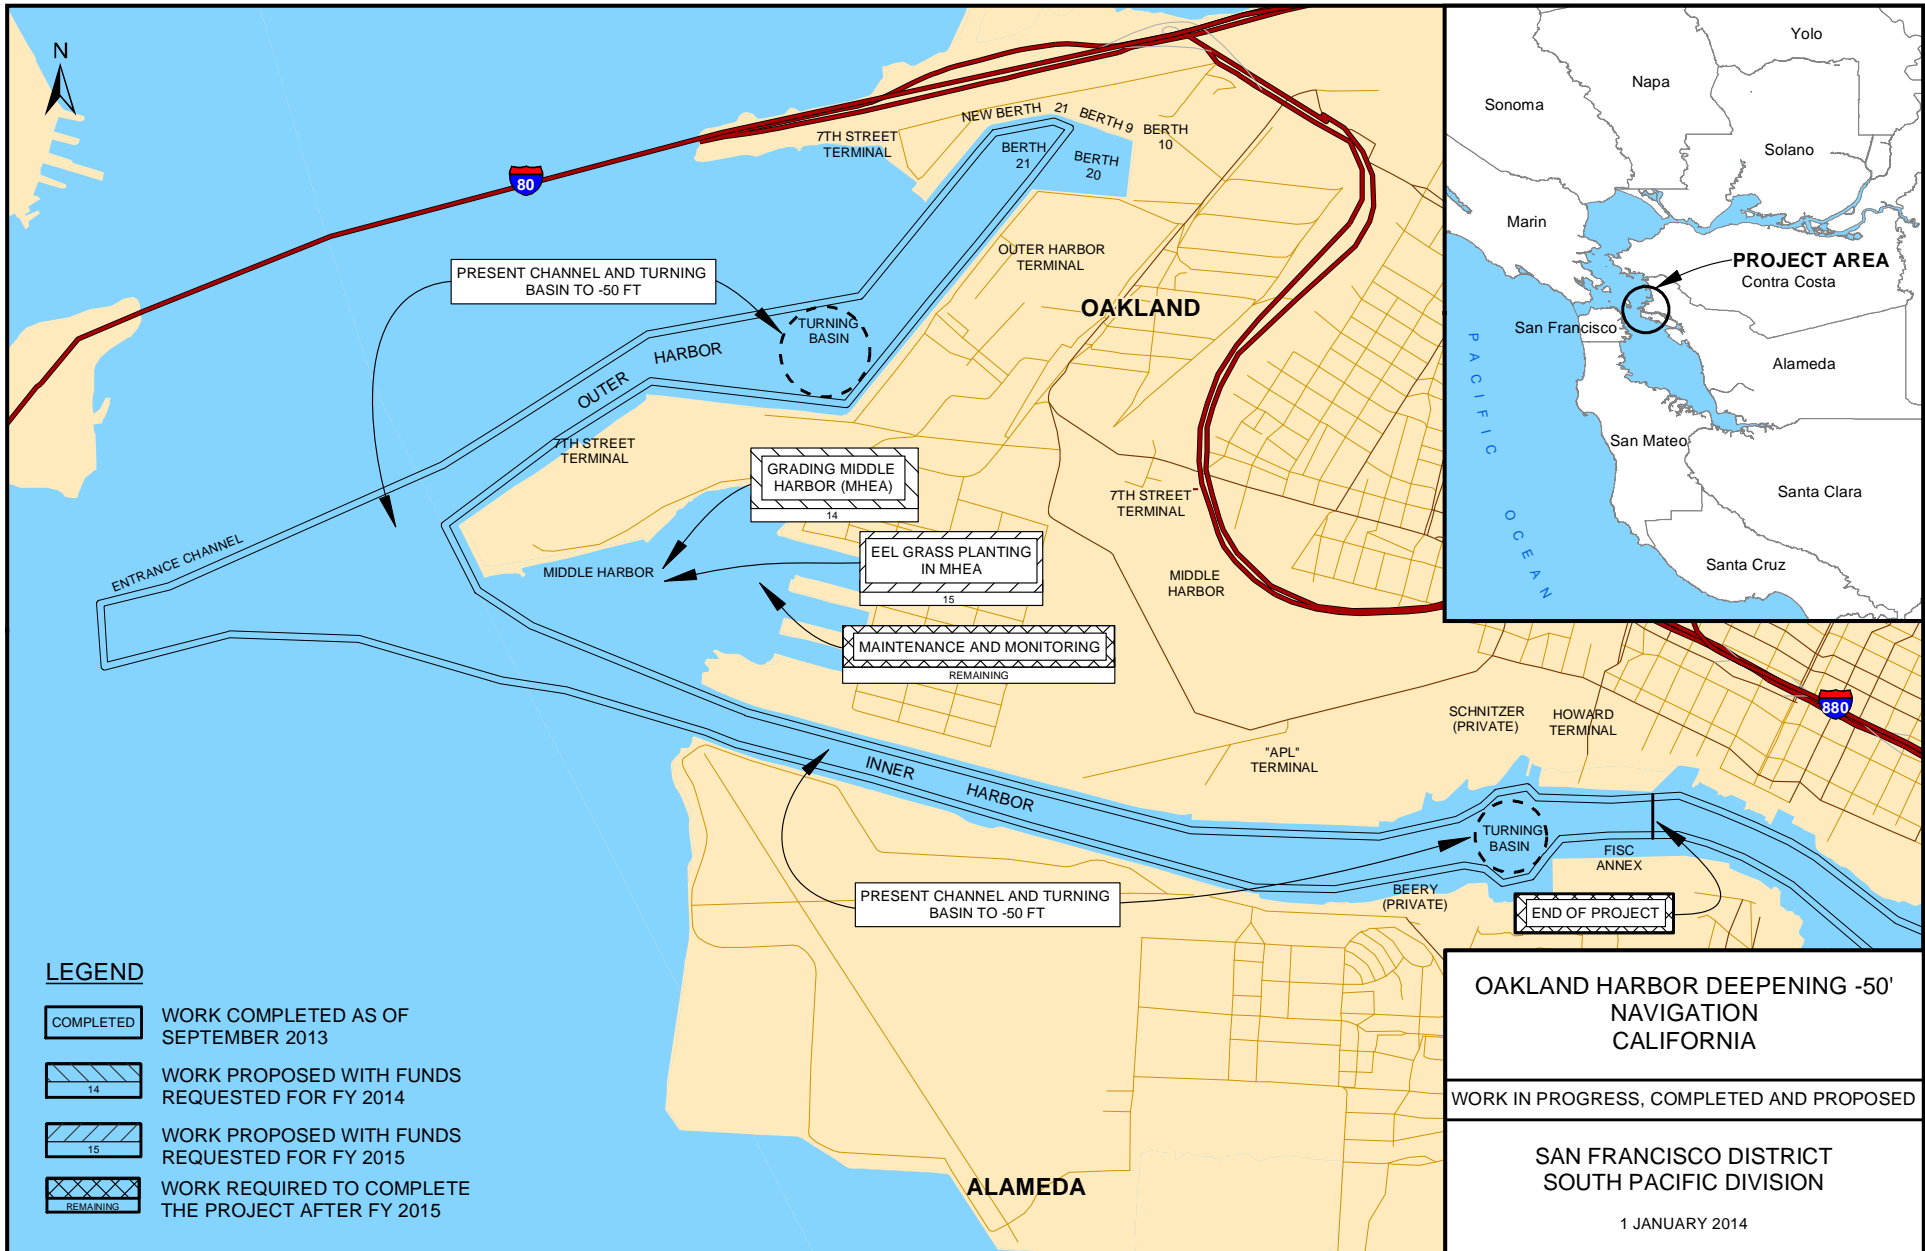 N
80
7TH STREET
TERMINAL
NEW BERTH 21
BERTH 9
BERTH
10
BERTH
21
BERTH
20
OUTER HARBOR
TERMINAL
OAKLAND
PRESENT CHANNEL AND TURNING
BASIN TO -50 FT
TURNING
BASIN
OUTER HARBOR
7TH STREET
TERMINAL
GRADING MIDDLE
HARBOR (MHEA)
14
7TH STREET
TERMINAL
ENTRANCE CHANNEL
MIDDLE HARBOR
EEL GRASS PLANTING
IN MHEA
15
MIDDLE
HARBOR
MAINTENANCE AND MONITORING
REMAINING
SCHNITZER
(PRIVATE)
HOWARD
TERMINAL
880
"APL"
TERMINAL
INNER HARBOR
TURNING
BASIN
FISC
ANNEX
BEERY
(PRIVATE)
PRESENT CHANNEL AND TURNING
BASIN TO -50 FT
END OF PROJECT
ALAMEDA
LEGEND
COMPLETED
WORK COMPLETED AS OF
SEPTEMBER 2013
14
WORK PROPOSED WITH FUNDS
REQUESTED FOR FY 2014
15
WORK PROPOSED WITH FUNDS
REQUESTED FOR FY 2015
REMAINING
WORK REQUIRED TO COMPLETE
THE PROJECT AFTER FY 2015
Yolo
Napa
Sonoma
Solano
Marin
PROJECT AREA
Contra Costa
San Francisco
Alameda
San Mateo
Santa Clara
Santa Cruz
PACIFIC OCEAN
OAKLAND HARBOR DEEPENING -50'
NAVIGATION
CALIFORNIA
WORK IN PROGRESS, COMPLETED AND PROPOSED
SAN FRANCISCO DISTRICT
SOUTH PACIFIC DIVISION
1 JANUARY 2014